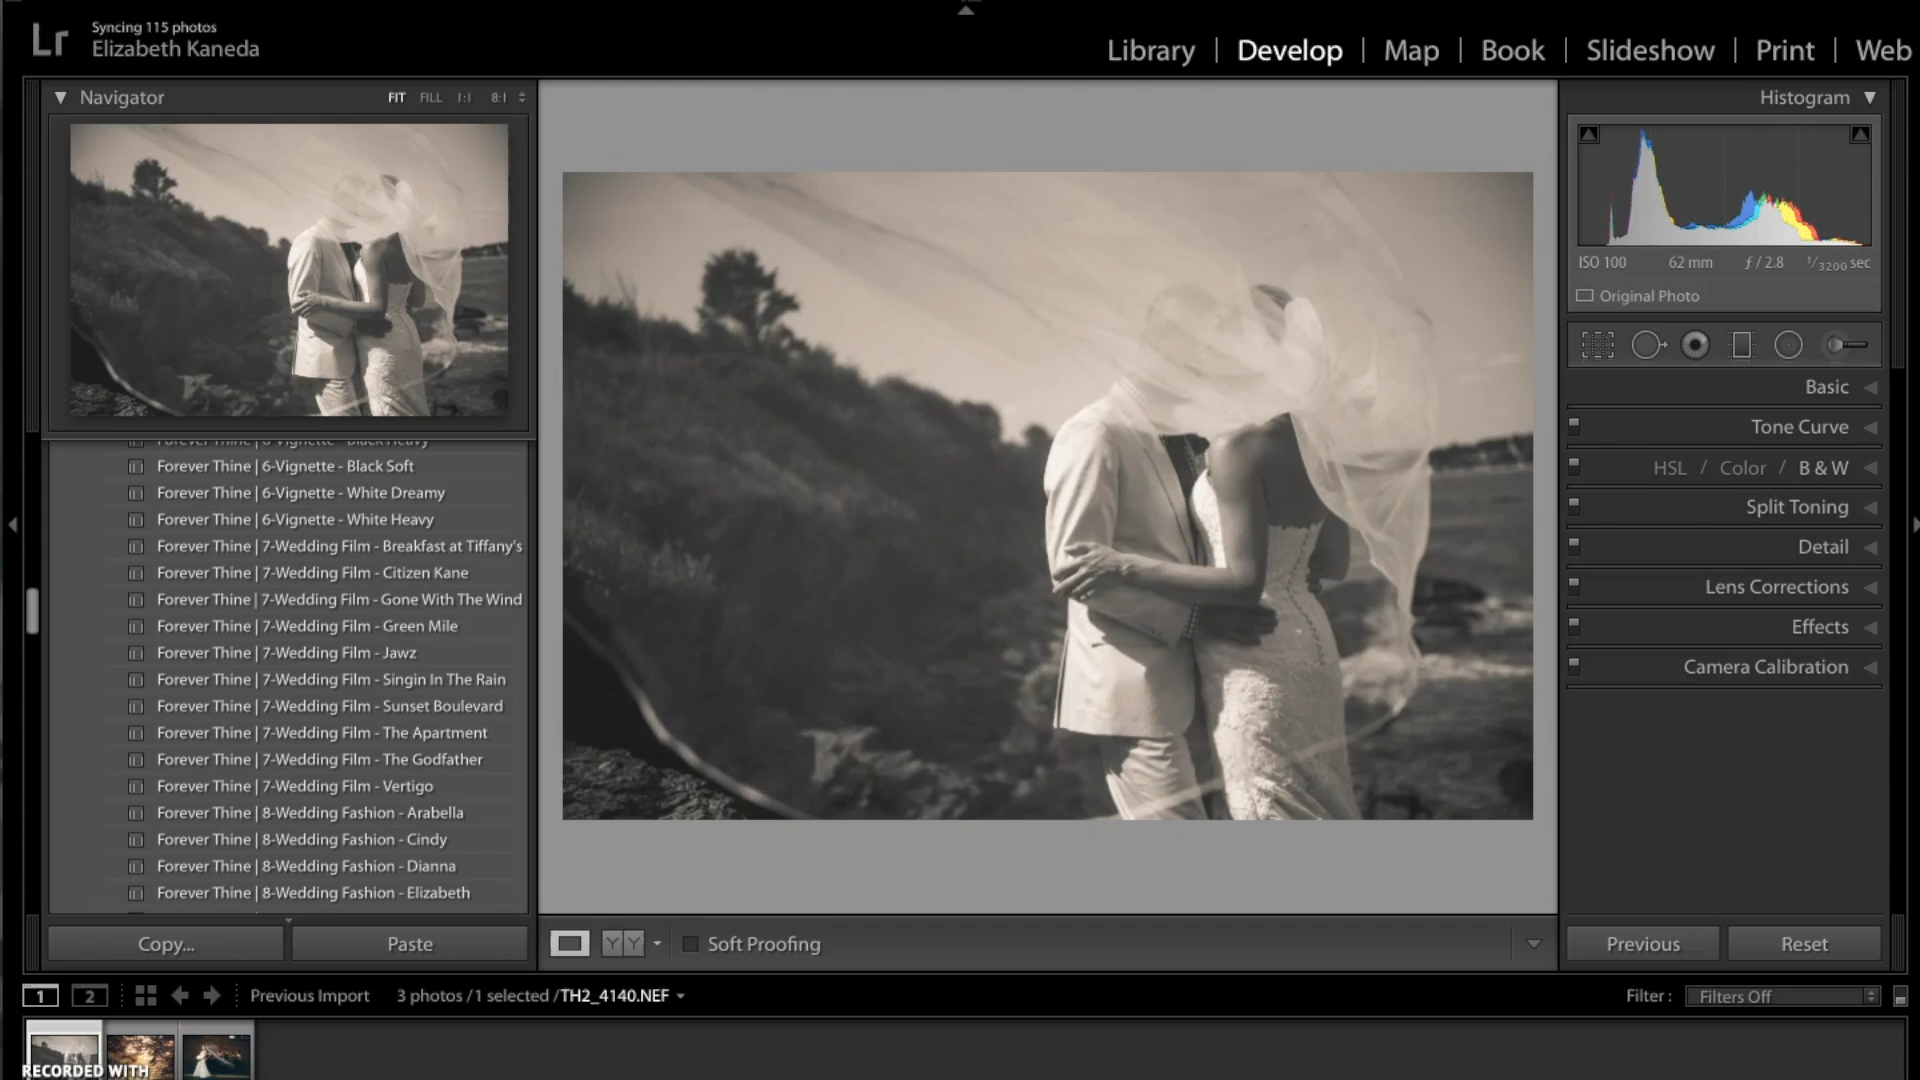 Lr
Syncing 115 photos
Elizabeth Kaneda
Library | Develop | Map | Book | Slideshow | Print | Web
Navigator FIT FILL 1:1 8:1
Histogram
ISO 100 62 mm ƒ / 2.8 1/3200 sec
Original Photo
Basic
Tone Curve
HSL / Color / B & W
Split Toning
Detail
Lens Corrections
Effects
Camera Calibration
Forever Thine | 6-Vignette - Black Heavy
Forever Thine | 6-Vignette - Black Soft
Forever Thine | 6-Vignette - White Dreamy
Forever Thine | 6-Vignette - White Heavy
Forever Thine | 7-Wedding Film - Breakfast at Tiffany's
Forever Thine | 7-Wedding Film - Citizen Kane
Forever Thine | 7-Wedding Film - Gone With The Wind
Forever Thine | 7-Wedding Film - Green Mile
Forever Thine | 7-Wedding Film - Jawz
Forever Thine | 7-Wedding Film - Singin In The Rain
Forever Thine | 7-Wedding Film - Sunset Boulevard
Forever Thine | 7-Wedding Film - The Apartment
Forever Thine | 7-Wedding Film - The Godfather
Forever Thine | 7-Wedding Film - Vertigo
Forever Thine | 8-Wedding Fashion - Arabella
Forever Thine | 8-Wedding Fashion - Cindy
Forever Thine | 8-Wedding Fashion - Dianna
Forever Thine | 8-Wedding Fashion - Elizabeth
Copy... Paste
Y Y Soft Proofing
Previous Reset
1 2 Previous Import 3 photos / 1 selected / TH2_4140.NEF
Filter : Filters Off
RECORDED WITH